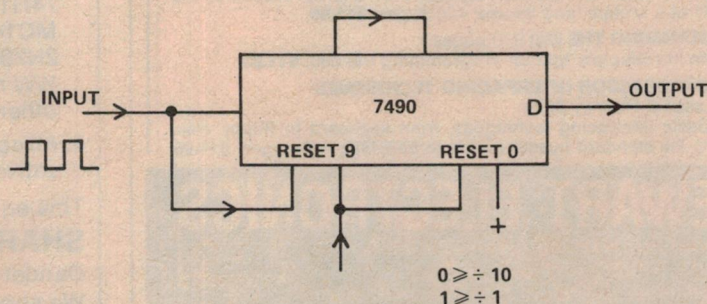 INPUT
7490
D
OUTPUT
RESET 9
RESET 0
+
0 ⩾ ÷ 10
1 ⩾ ÷ 1